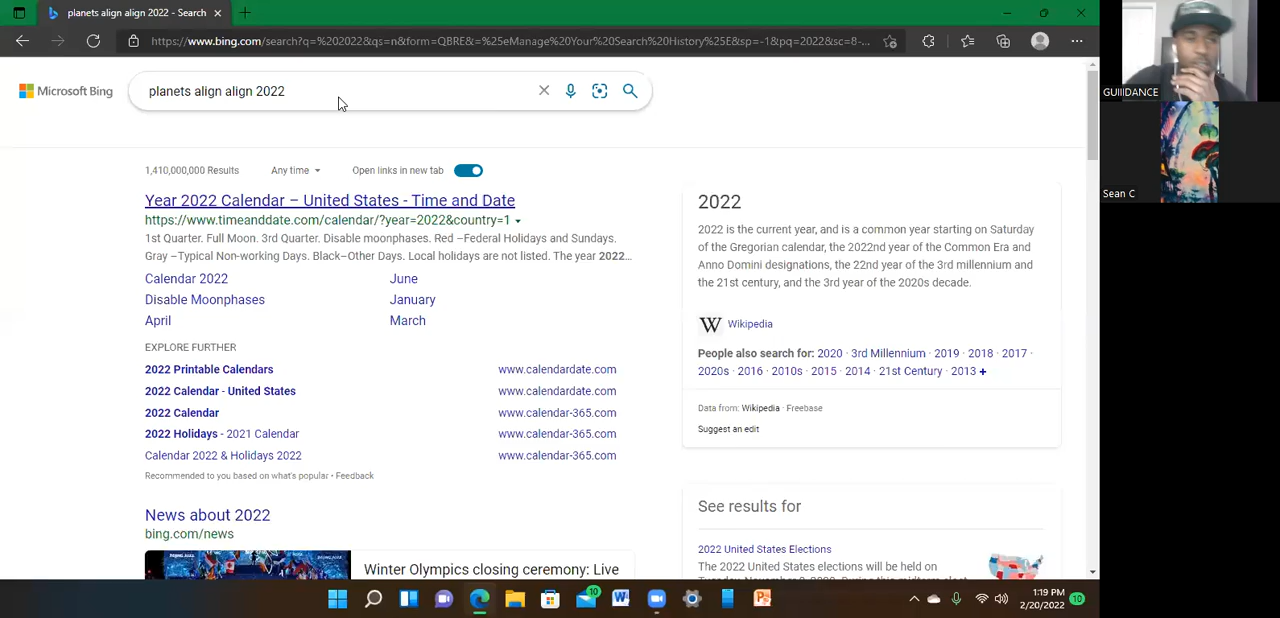 planets align align 2022 - Search
https://www.bing.com/search?q=%202022&qs=n&form=QBRE&=%25eManage%20Your%20Search%20History%25E&sp=-1&pq=2022&sc=8-...
Microsoft Bing
planets align align 2022
1,410,000,000 Results
Any time
Open links in new tab
Year 2022 Calendar – United States - Time and Date
https://www.timeanddate.com/calendar/?year=2022&country=1
1st Quarter. Full Moon. 3rd Quarter. Disable moonphases. Red –Federal Holidays and Sundays.
Gray –Typical Non-working Days. Black–Other Days. Local holidays are not listed. The year 2022...
Calendar 2022
June
Disable Moonphases
January
April
March
EXPLORE FURTHER
2022 Printable Calendars
www.calendardate.com
2022 Calendar - United States
www.calendardate.com
2022 Calendar
www.calendar-365.com
2022 Holidays - 2021 Calendar
www.calendar-365.com
Calendar 2022 & Holidays 2022
www.calendar-365.com
Recommended to you based on what's popular • Feedback
News about 2022
bing.com/news
Winter Olympics closing ceremony: Live
2022
2022 is the current year, and is a common year starting on Saturday
of the Gregorian calendar, the 2022nd year of the Common Era and
Anno Domini designations, the 22nd year of the 3rd millennium and
the 21st century, and the 3rd year of the 2020s decade.
W Wikipedia
People also search for: 2020 · 3rd Millennium · 2019 · 2018 · 2017 ·
2020s · 2016 · 2010s · 2015 · 2014 · 21st Century · 2013 +
Data from: Wikipedia · Freebase
Suggest an edit
See results for
2022 United States Elections
The 2022 United States elections will be held on
GUIIIDANCE
Sean C
10
1:19 PM
2/20/2022
10